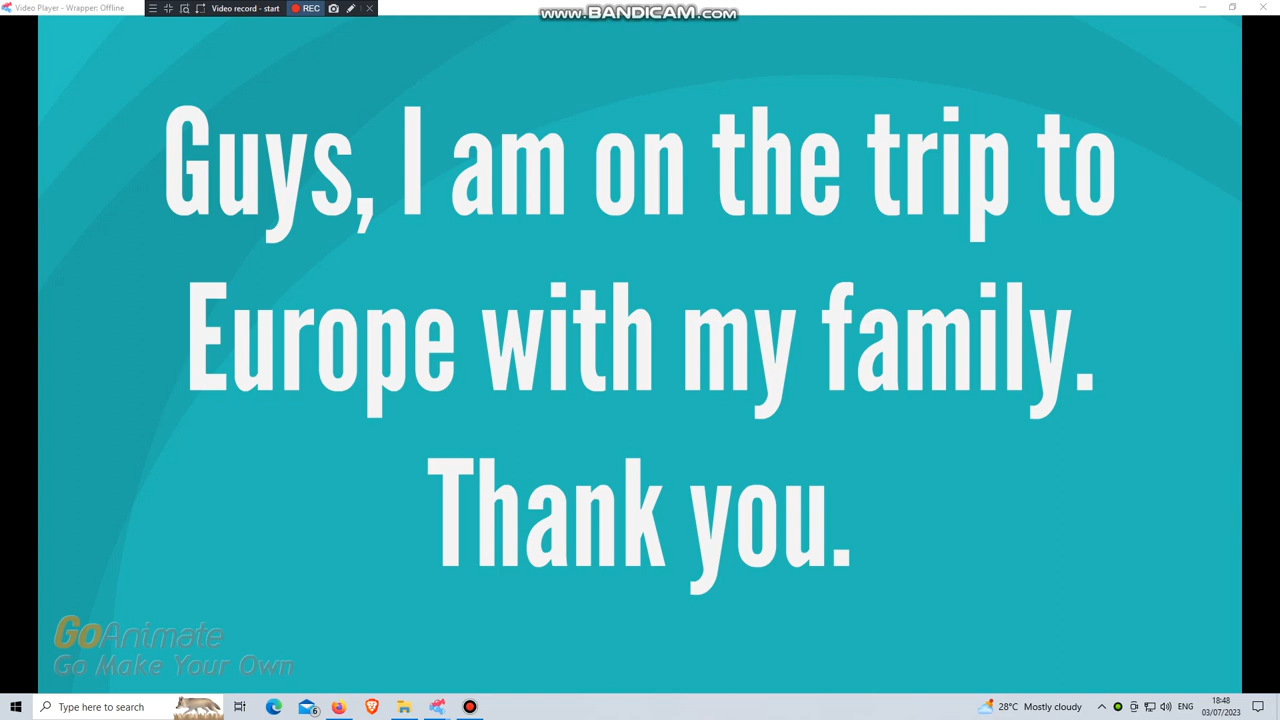 Video Player - Wrapper: Offline
Video record - start
REC
WWW.BANDICAM.COM
Guys, I am on the trip to
Europe with my family.
Thank you.
GoAnimate
Go Make Your Own
Type here to search
6
28°C Mostly cloudy
ENG
18:48
03/07/2023